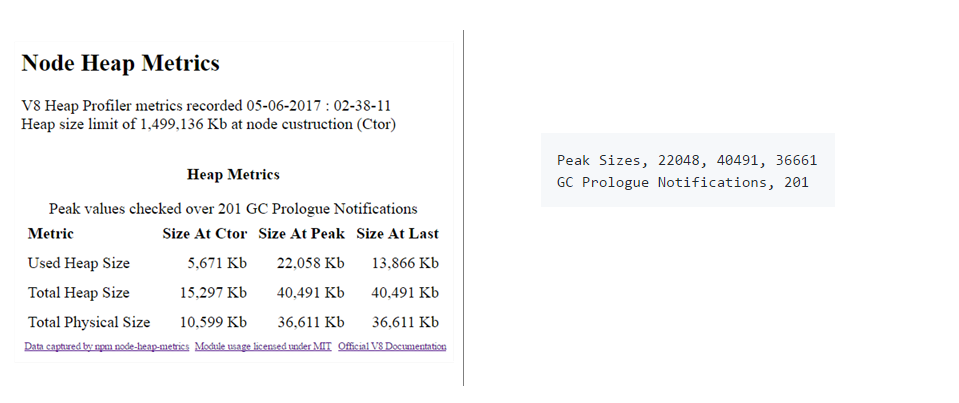 Node Heap Metrics
V8 Heap Profiler metrics recorded 05-06-2017 : 02-38-11
Heap size limit of 1,499,136 Kb at node custruction (Ctor)
Heap Metrics
Peak values checked over 201 GC Prologue Notifications
Metric Size At Ctor Size At Peak Size At Last
Used Heap Size 5,671 Kb 22,058 Kb 13,866 Kb
Total Heap Size 15,297 Kb 40,491 Kb 40,491 Kb
Total Physical Size 10,599 Kb 36,611 Kb 36,611 Kb
Data captured by npm node-heap-metrics Module usage licensed under MIT Official V8 Documentation
Peak Sizes, 22048, 40491, 36661
GC Prologue Notifications, 201